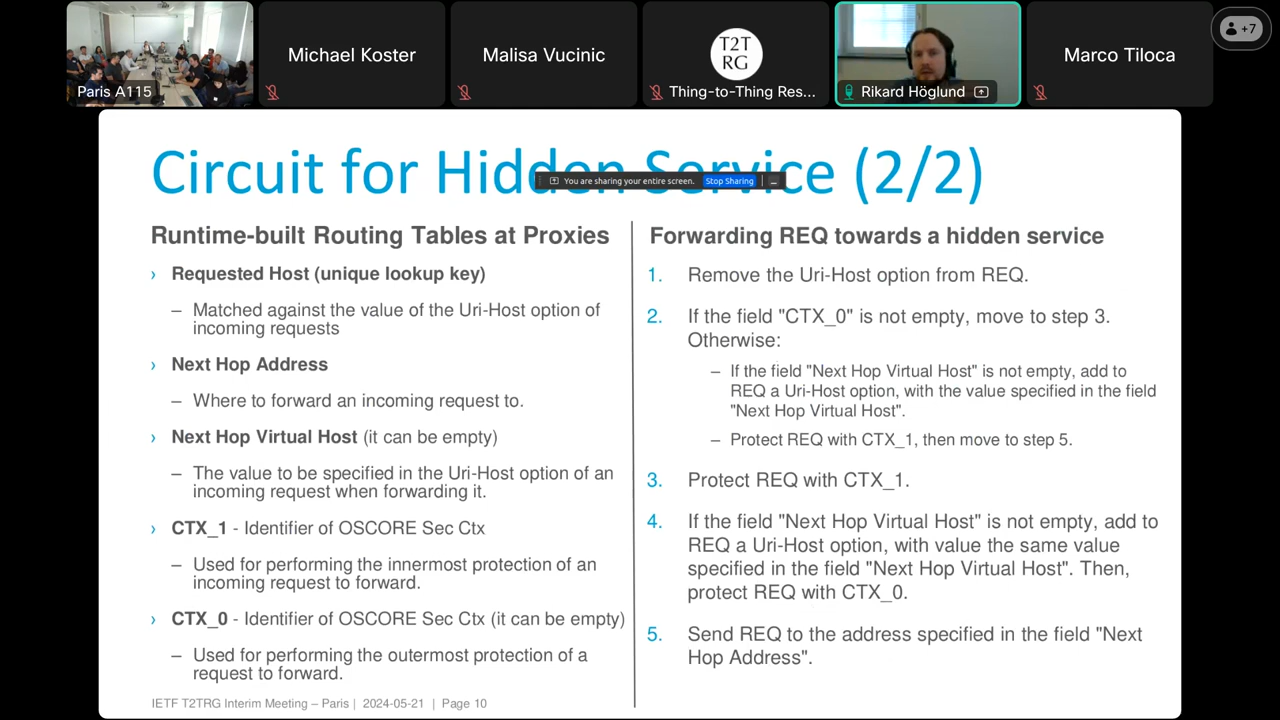 Paris A115
Michael Koster
Malisa Vucinic
T2T
RG
Thing-to-Thing Res...
Rikard Höglund
Marco Tiloca
+7
Circuit for Hidden Service (2/2)
You are sharing your entire screen.
Stop Sharing
Runtime-built Routing Tables at Proxies
› Requested Host (unique lookup key)
– Matched against the value of the Uri-Host option of
incoming requests
› Next Hop Address
– Where to forward an incoming request to.
› Next Hop Virtual Host (it can be empty)
– The value to be specified in the Uri-Host option of an
incoming request when forwarding it.
› CTX_1 - Identifier of OSCORE Sec Ctx
– Used for performing the innermost protection of an
incoming request to forward.
› CTX_0 - Identifier of OSCORE Sec Ctx (it can be empty)
– Used for performing the outermost protection of a
request to forward.
Forwarding REQ towards a hidden service
1. Remove the Uri-Host option from REQ.
2. If the field "CTX_0" is not empty, move to step 3.
Otherwise:
– If the field "Next Hop Virtual Host" is not empty, add to
REQ a Uri-Host option, with the value specified in the field
"Next Hop Virtual Host".
– Protect REQ with CTX_1, then move to step 5.
3. Protect REQ with CTX_1.
4. If the field "Next Hop Virtual Host" is not empty, add to
REQ a Uri-Host option, with value the same value
specified in the field "Next Hop Virtual Host". Then,
protect REQ with CTX_0.
5. Send REQ to the address specified in the field "Next
Hop Address".
IETF T2TRG Interim Meeting – Paris | 2024-05-21 | Page 10